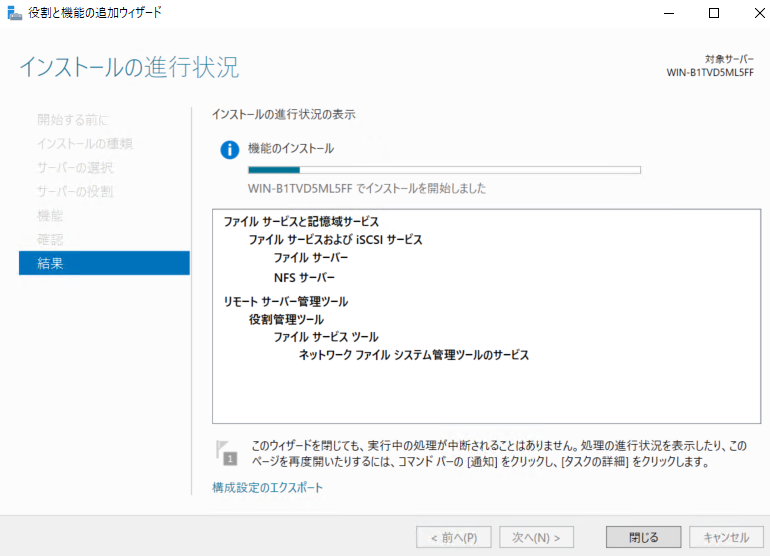 役割と機能の追加ウィザード
インストールの進行状況
対象サーバー
WIN-B1TVD5ML5FF
開始する前に
インストールの種類
サーバーの選択
サーバーの役割
機能
確認
結果
インストールの進行状況の表示
機能のインストール
WIN-B1TVD5ML5FF でインストールを開始しました
ファイル サービスと記憶域サービス
ファイル サービスおよび iSCSI サービス
ファイル サーバー
NFS サーバー
リモート サーバー管理ツール
役割管理ツール
ファイル サービス ツール
ネットワーク ファイル システム管理ツールのサービス
1
このウィザードを閉じても、実行中の処理が中断されることはありません。処理の進行状況を表示したり、この
ページを再度開いたりするには、コマンド バーの [通知] をクリックし、[タスクの詳細] をクリックします。
構成設定のエクスポート
< 前へ(P)
次へ(N) >
閉じる
キャンセル